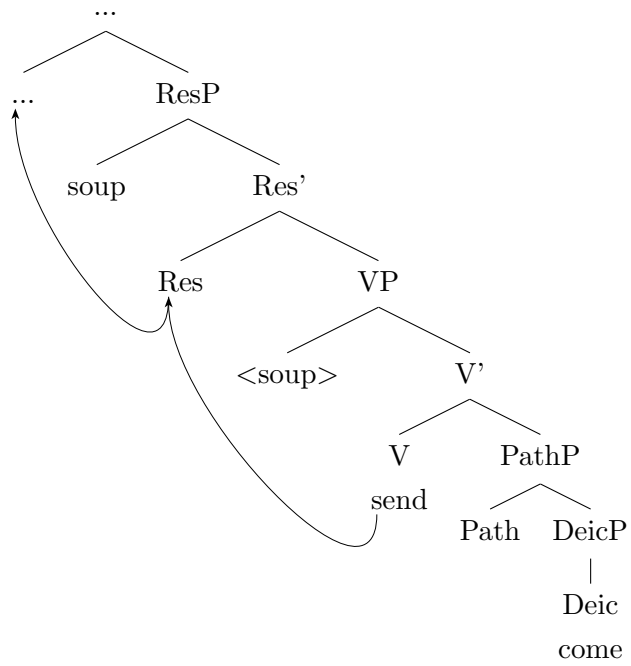 ...
... ResP
soup Res'
Res VP
<soup> V'
V PathP
send
Path DeicP
Deic
come